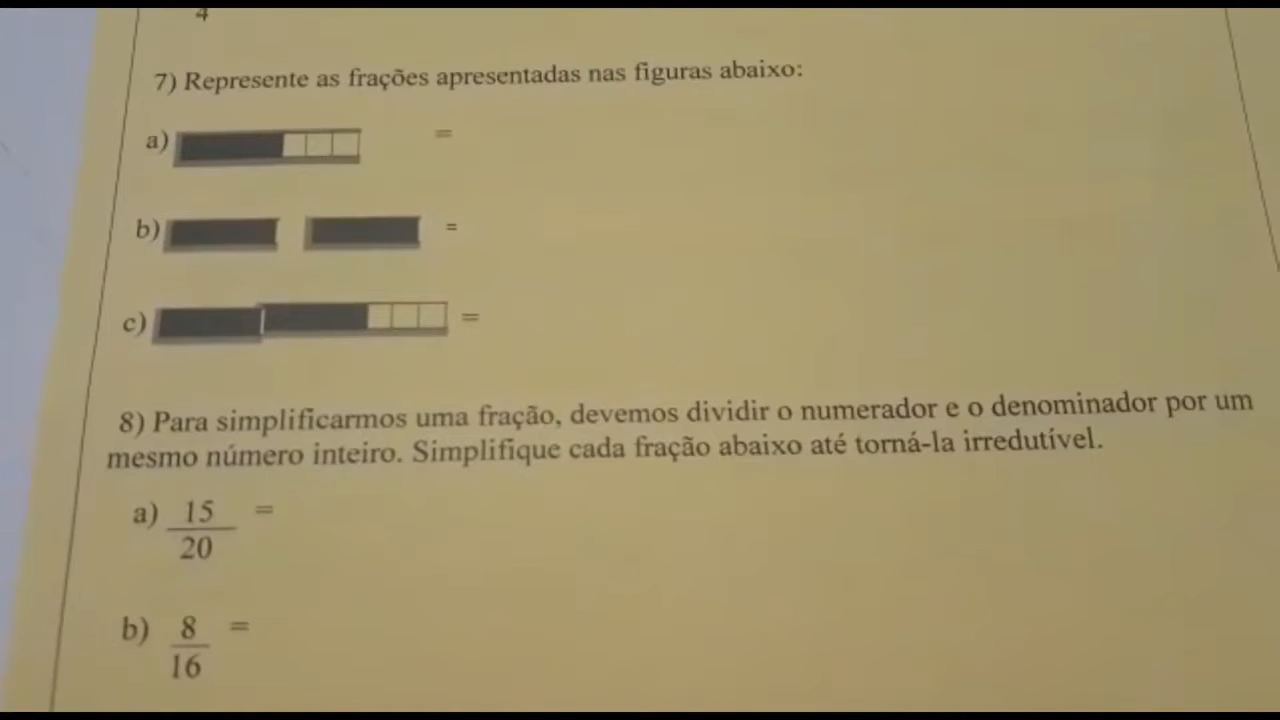 4
7) Represente as frações apresentadas nas figuras abaixo:
a) =
b) =
c) =
8) Para simplificarmos uma fração, devemos dividir o numerador e o denominador por um
mesmo número inteiro. Simplifique cada fração abaixo até torná-la irredutível.
a) 15 =
20
b) 8 =
16